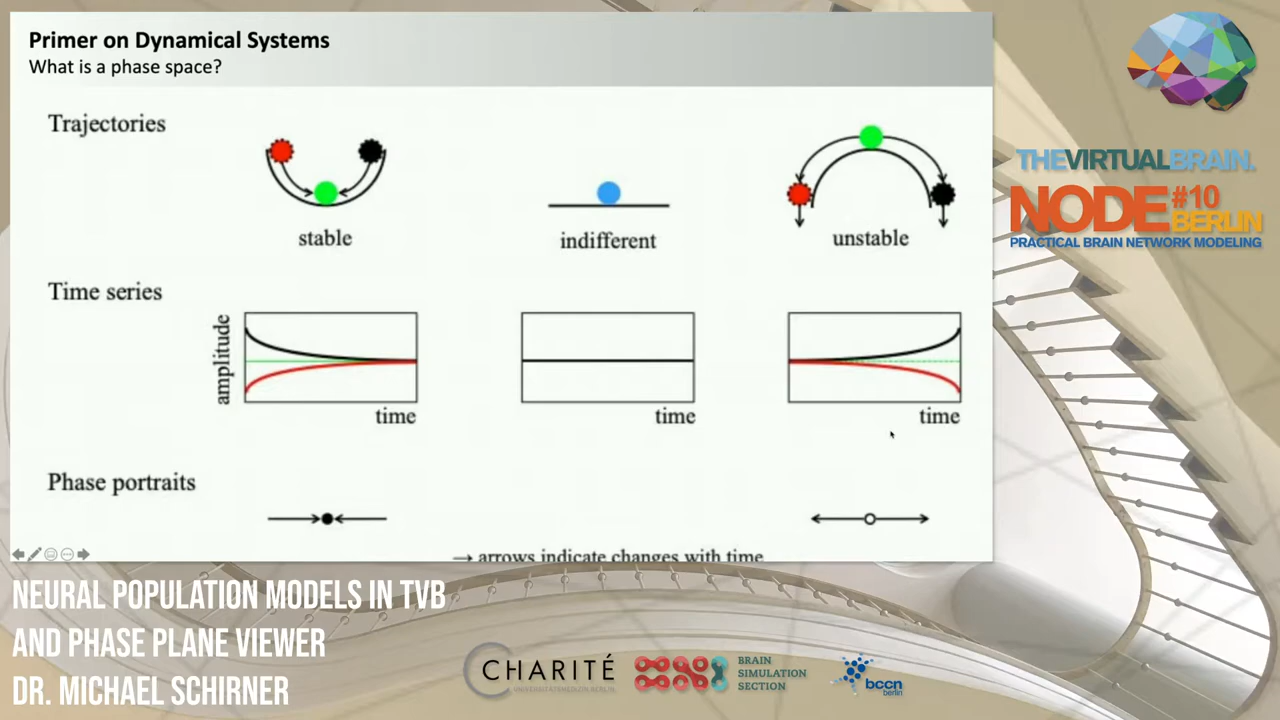 Primer on Dynamical Systems
What is a phase space?
Trajectories
stable
indifferent
unstable
Time series
amplitude
time
time
time
Phase portraits
→ arrows indicate changes with time
THEVIRTUALBRAIN.
NODE #10
BERLIN
PRACTICAL BRAIN NETWORK MODELING
NEURAL POPULATION MODELS IN TVB
AND PHASE PLANE VIEWER
DR. MICHAEL SCHIRNER
CHARITÉ
UNIVERSITÄTSMEDIZIN BERLIN
BRAIN
SIMULATION
SECTION
bccn
berlin